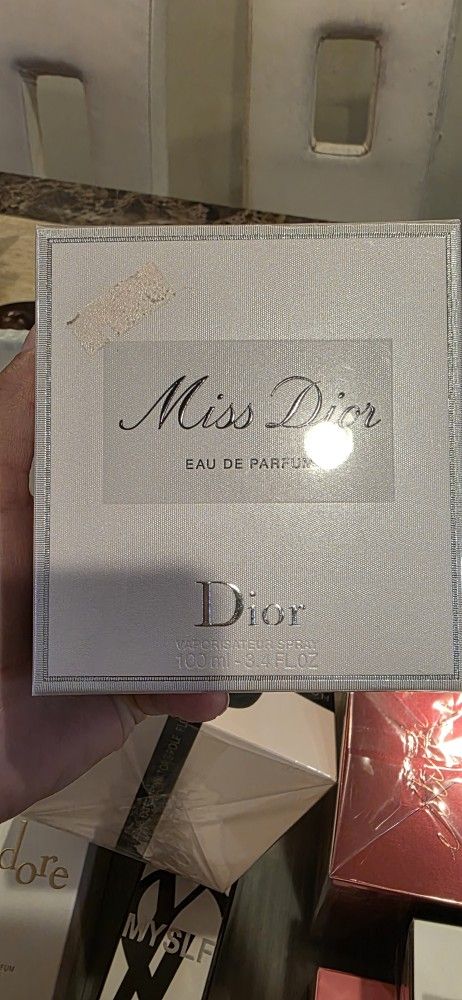 Miss Dior
EAU DE PARFUM
Dior
VAPORISATEUR SPRAY
100 ml - 3.4 FL.OZ
dore
MYSLF